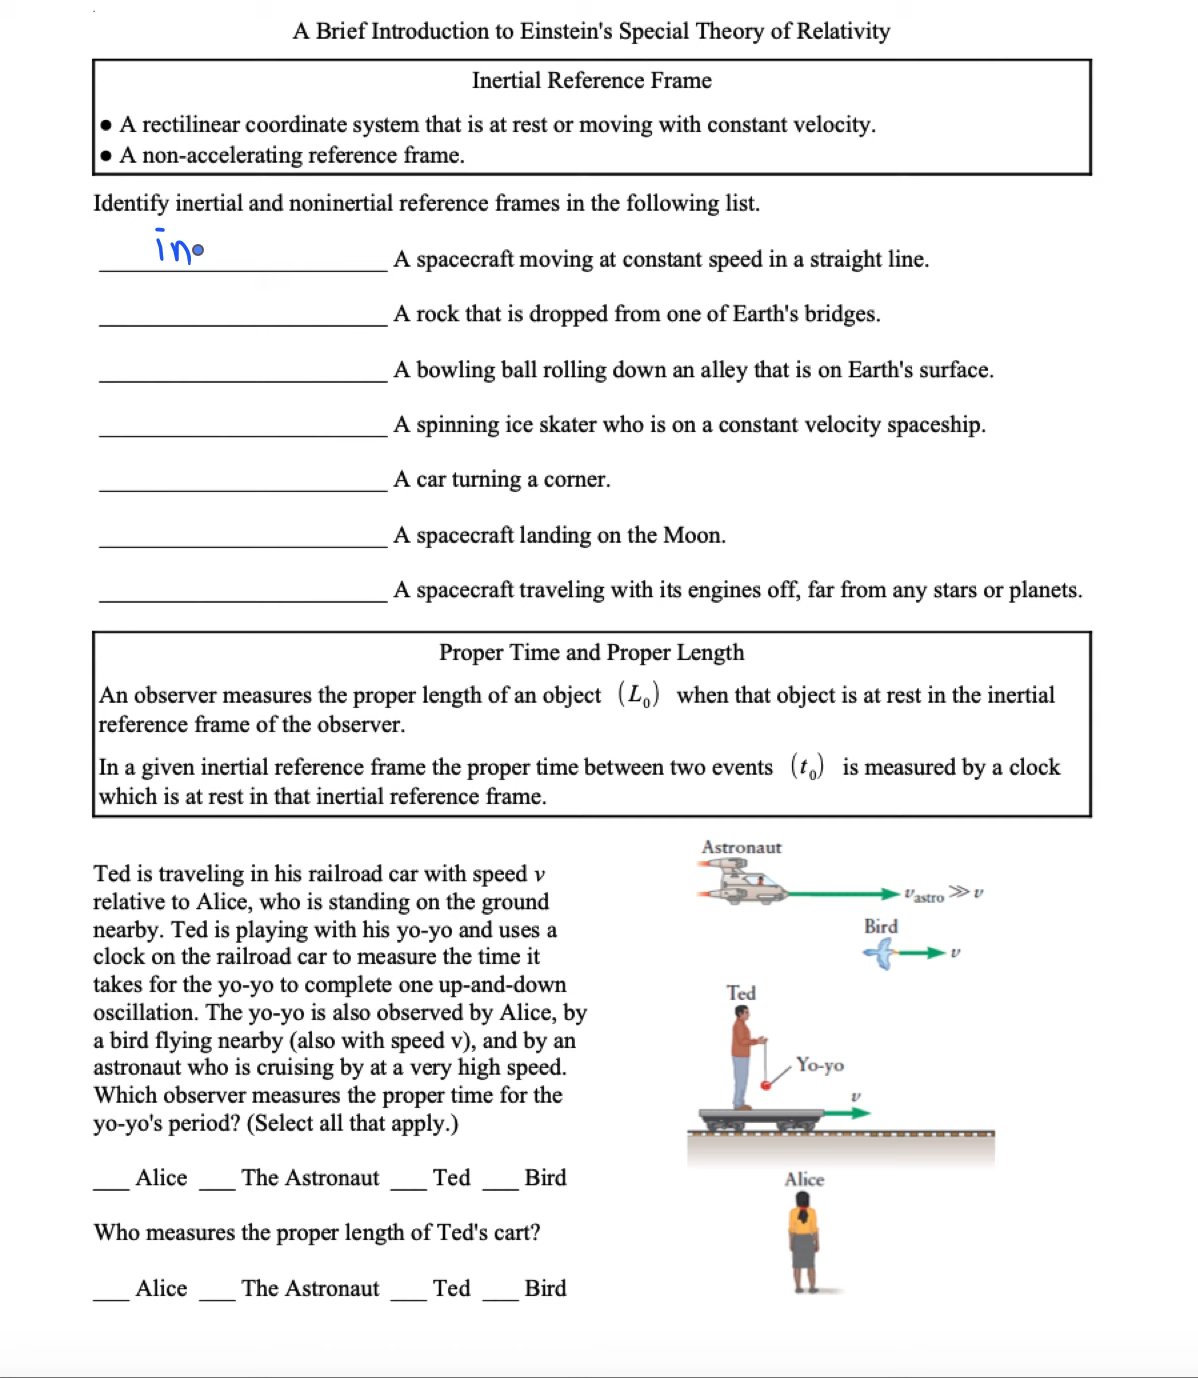 A Brief Introduction to Einstein's Special Theory of Relativity
Inertial Reference Frame
● A rectilinear coordinate system that is at rest or moving with constant velocity.
● A non-accelerating reference frame.
Identify inertial and noninertial reference frames in the following list.
in
A spacecraft moving at constant speed in a straight line.
A rock that is dropped from one of Earth's bridges.
A bowling ball rolling down an alley that is on Earth's surface.
A spinning ice skater who is on a constant velocity spaceship.
A car turning a corner.
A spacecraft landing on the Moon.
A spacecraft traveling with its engines off, far from any stars or planets.
Proper Time and Proper Length
An observer measures the proper length of an object (L₀) when that object is at rest in the inertial
reference frame of the observer.
In a given inertial reference frame the proper time between two events (t₀) is measured by a clock
which is at rest in that inertial reference frame.
Ted is traveling in his railroad car with speed v
relative to Alice, who is standing on the ground
nearby. Ted is playing with his yo-yo and uses a
clock on the railroad car to measure the time it
takes for the yo-yo to complete one up-and-down
oscillation. The yo-yo is also observed by Alice, by
a bird flying nearby (also with speed v), and by an
astronaut who is cruising by at a very high speed.
Which observer measures the proper time for the
yo-yo's period? (Select all that apply.)
___ Alice ___ The Astronaut ___ Ted ___ Bird
Who measures the proper length of Ted's cart?
___ Alice ___ The Astronaut ___ Ted ___ Bird
Astronaut
v astro ≫ v
Bird
v
Ted
Yo-yo
v
Alice